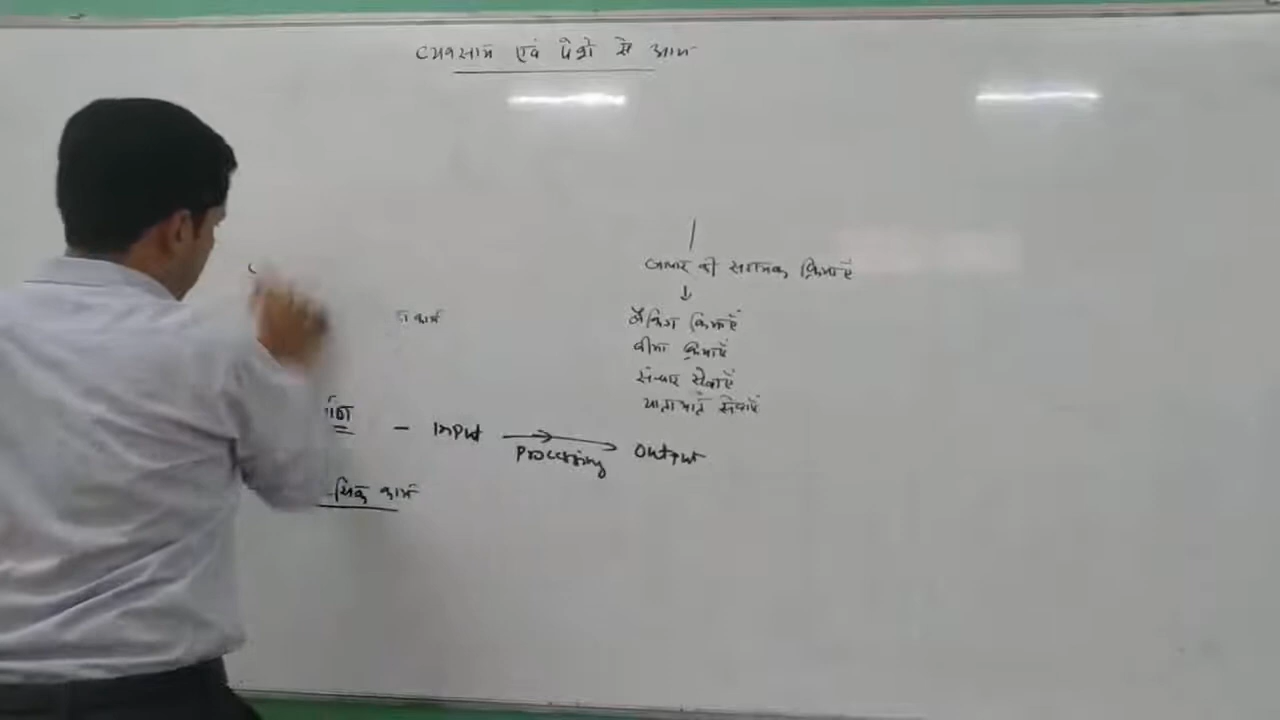 व्यवसाय एवं पेशे से आय
व्यापार की सहायक क्रियाएँ
↓
बैंकिंग क्रियाएँ
बीमा क्रियाएँ
संचार सेवाएँ
यातायात सेवाएँ
कार्य
- Input → Processing Output
कार्य